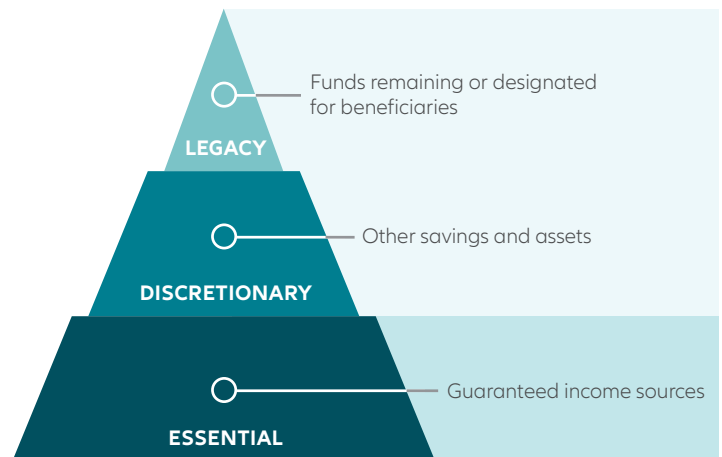 Funds remaining or designated
for beneficiaries
LEGACY
Other savings and assets
DISCRETIONARY
Guaranteed income sources
ESSENTIAL